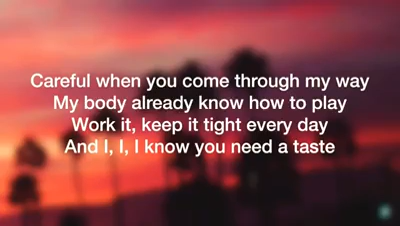 Careful when you come through my way
My body already know how to play
Work it, keep it tight every day
And I, I, I know you need a taste